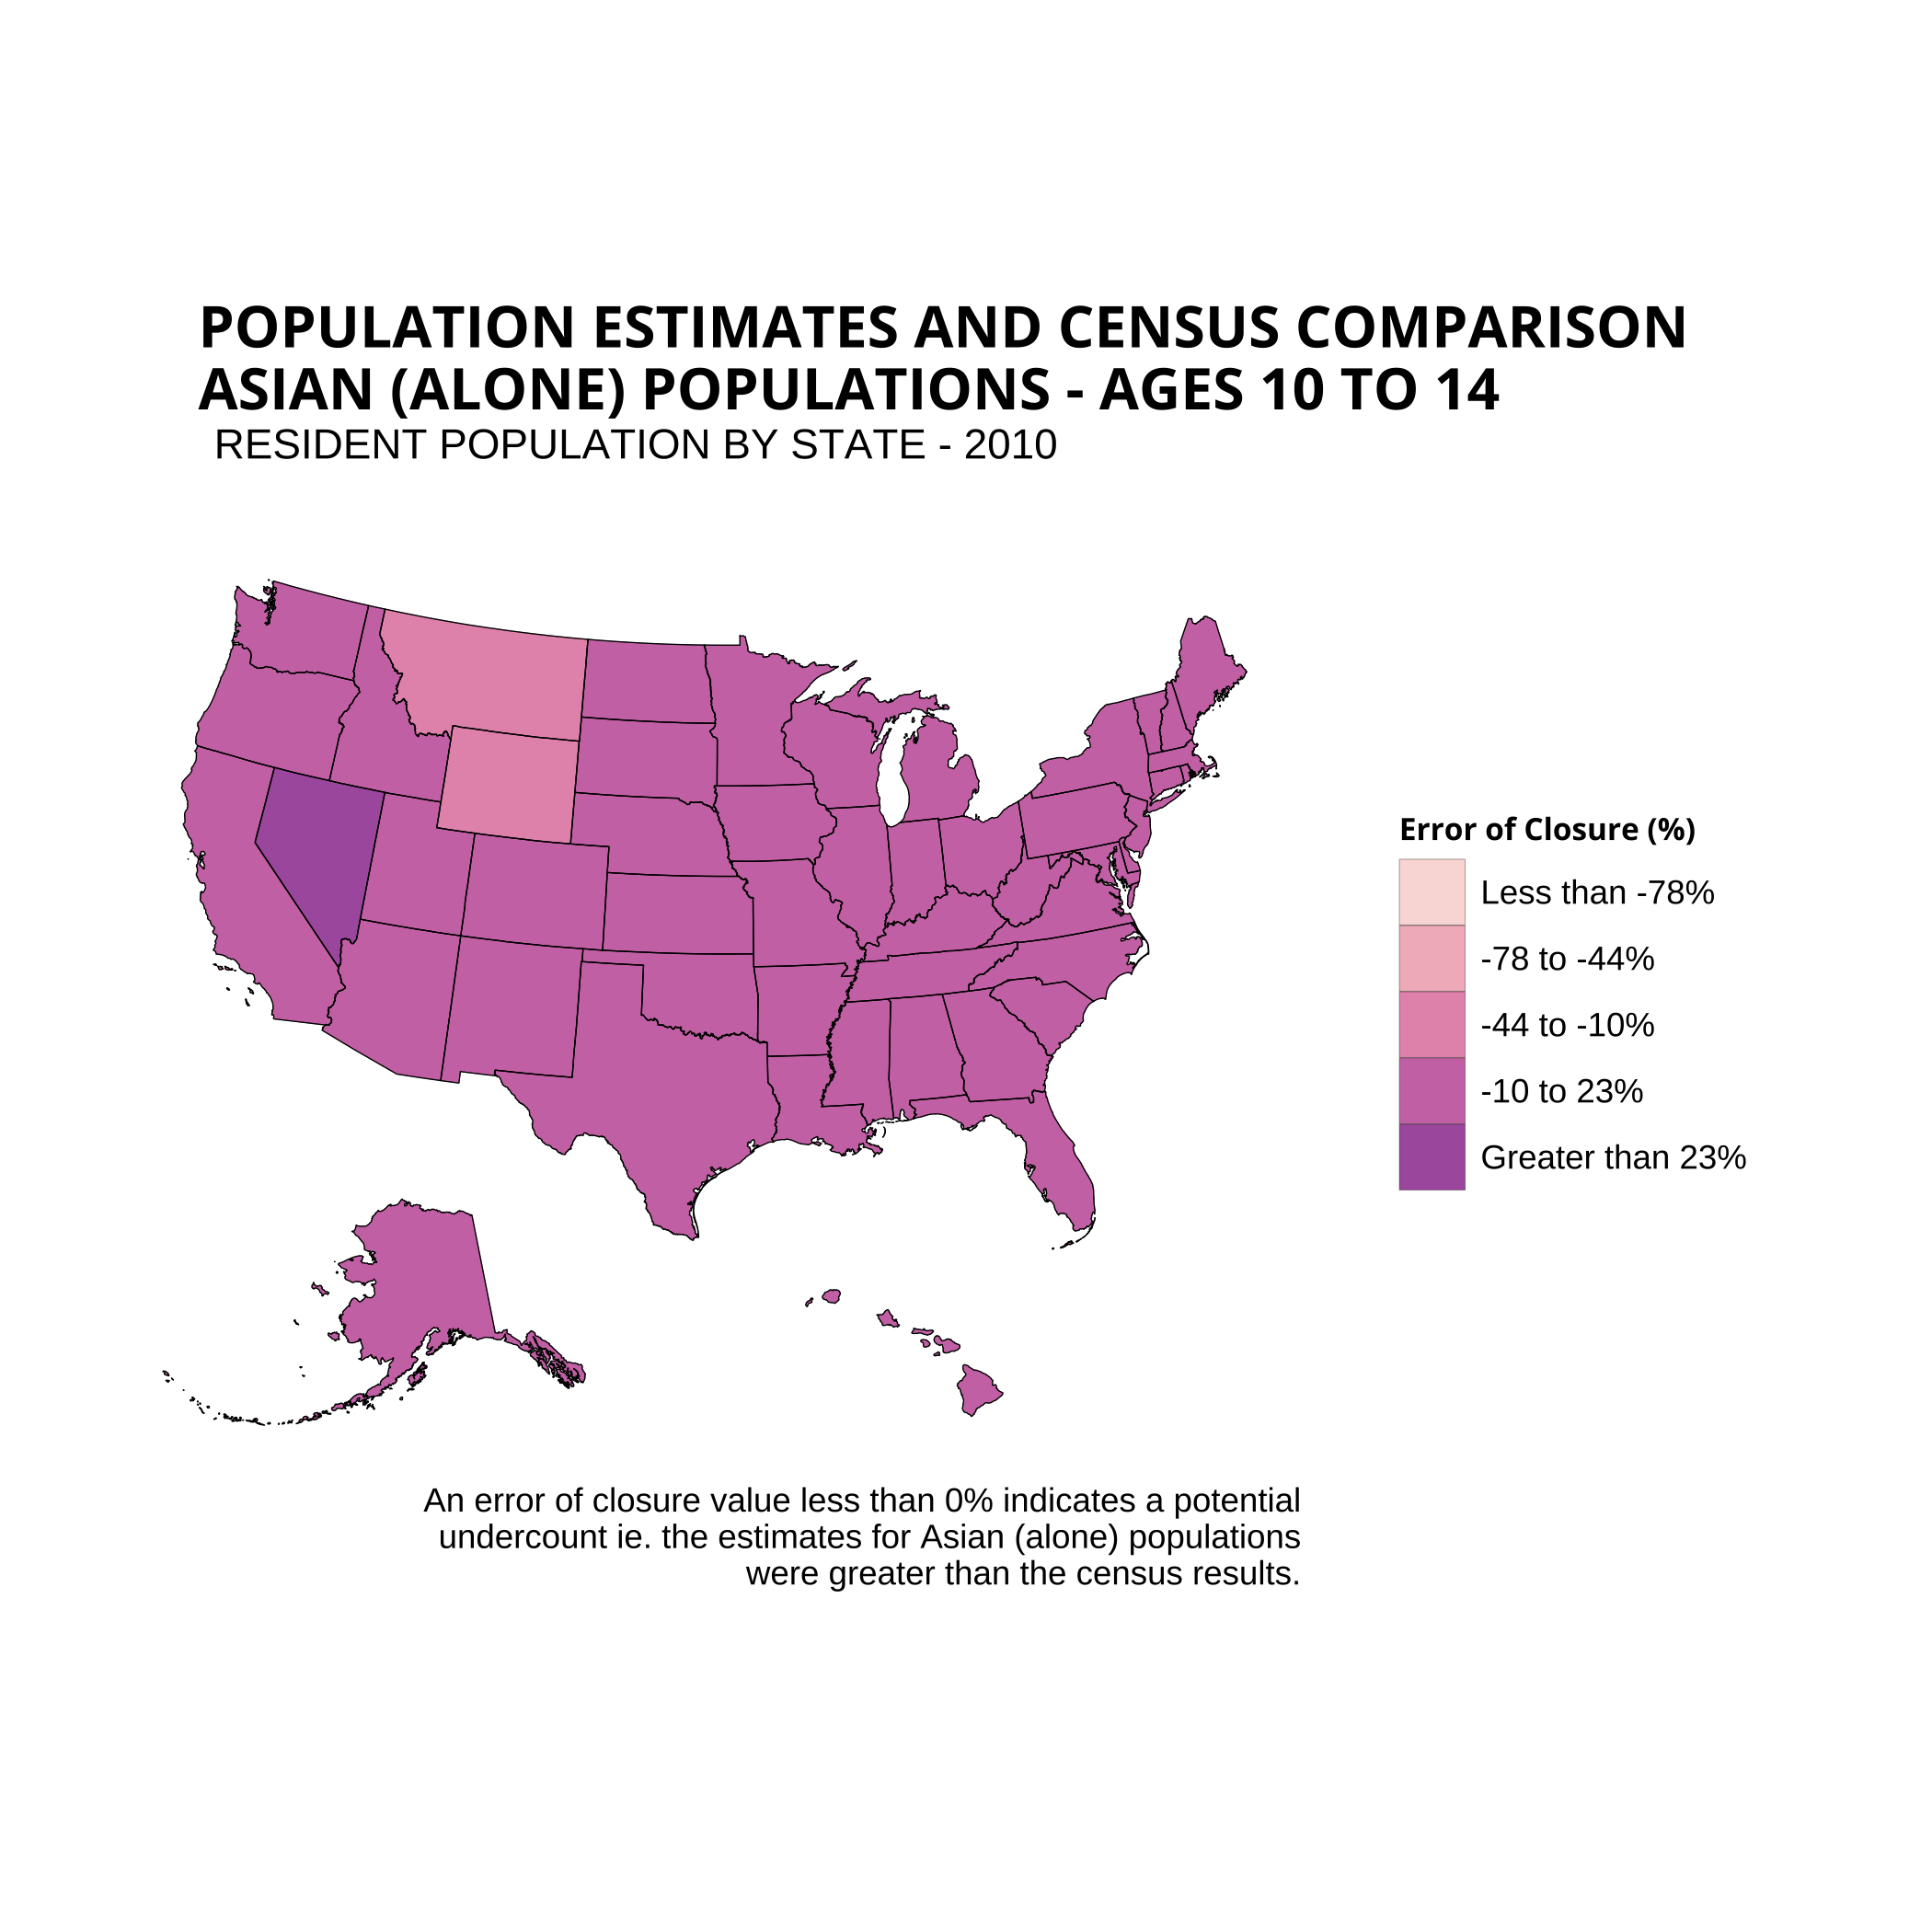 POPULATION ESTIMATES AND CENSUS COMPARISON
ASIAN (ALONE) POPULATIONS - AGES 10 TO 14
RESIDENT POPULATION BY STATE - 2010
Error of Closure (%)
Less than -78%
-78 to -44%
-44 to -10%
-10 to 23%
Greater than 23%
An error of closure value less than 0% indicates a potential
undercount ie. the estimates for Asian (alone) populations
were greater than the census results.